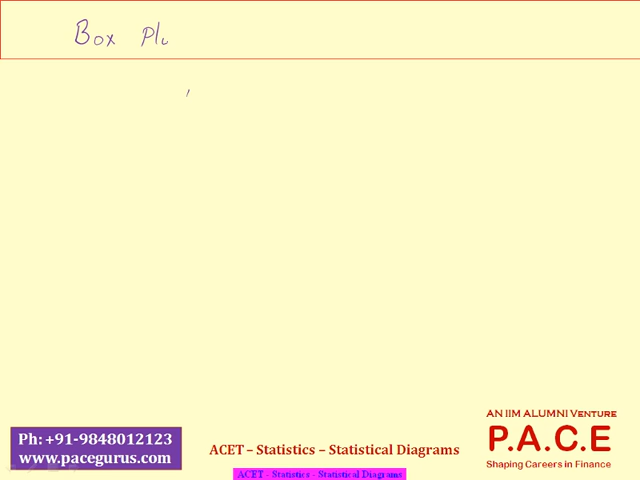 Box Pl
AN IIM ALUMNI VENTURE
P.A.C.E
Shaping Careers in Finance
Ph: +91-9848012123
www.pacegurus.com
ACET – Statistics – Statistical Diagrams
ACET - Statistics - Statistical Diagrams